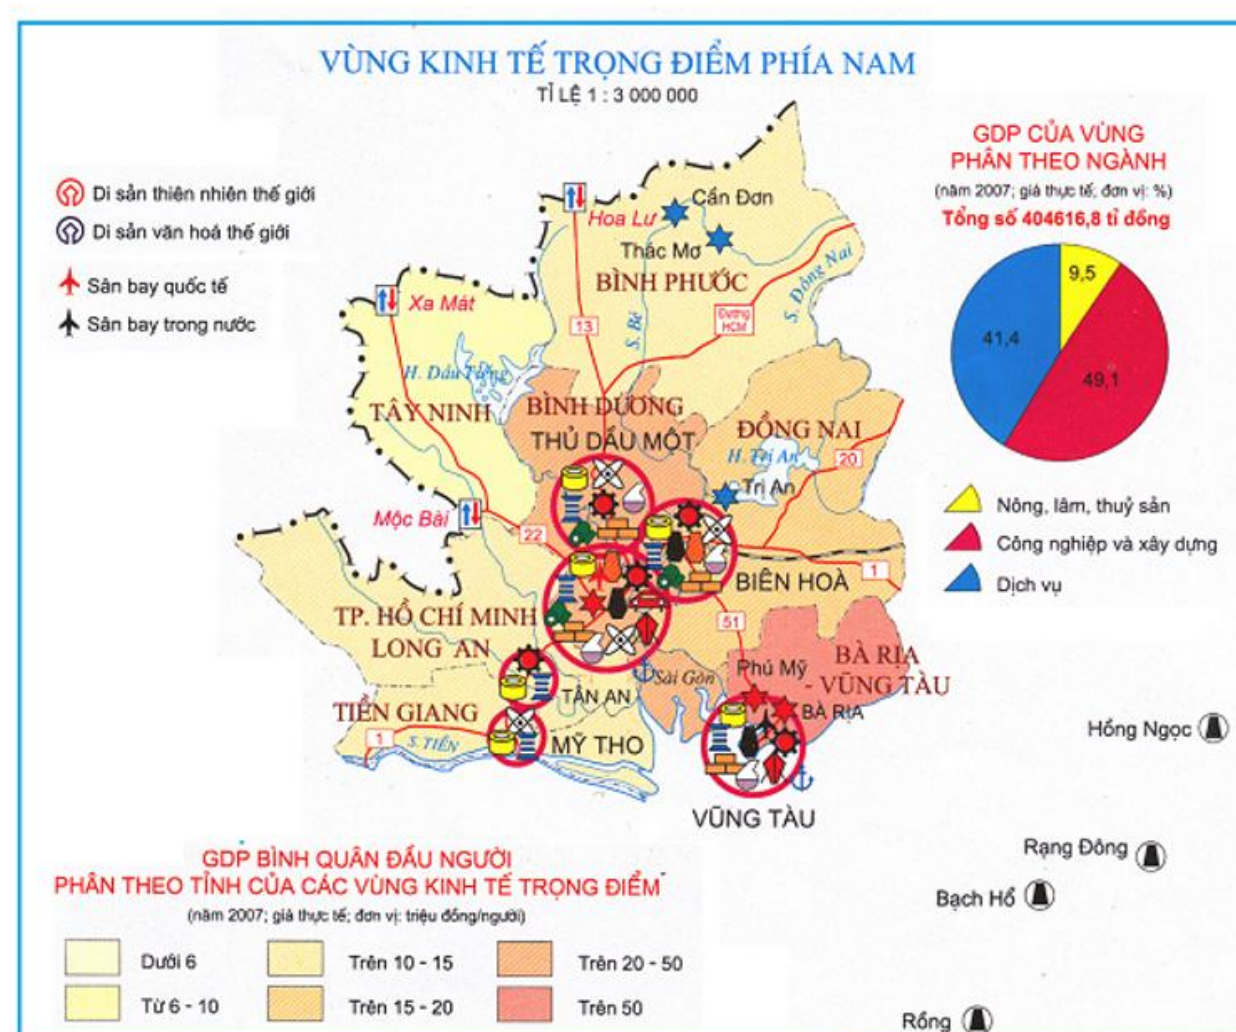 VÙNG KINH TẾ TRỌNG ĐIỂM PHÍA NAM
TỈ LỆ 1 : 3 000 000
Di sản thiên nhiên thế giới
Di sản văn hoá thế giới
Sân bay quốc tế
Sân bay trong nước
GDP CỦA VÙNG
PHÂN THEO NGÀNH
(năm 2007; giá thực tế; đơn vị: %)
Tổng số 404616,8 tỉ đồng
9,5
41,4
49,1
Nông, lâm, thuỷ sản
Công nghiệp và xây dựng
Dịch vụ
Cần Đơn
Hoa Lư
Thác Mơ
BÌNH PHƯỚC
S. Đồng Nai
Xa Mát
13
S. Bé
Đường
HCM
H. Dầu Tiếng
TÂY NINH
BÌNH DƯƠNG
THỦ DẦU MỘT
ĐỒNG NAI
H. Trị An
20
Trị An
Mộc Bài
22
BIÊN HOÀ
1
TP. HỒ CHÍ MINH
LONG AN
51
Phú Mỹ
BÀ RỊA
- VŨNG TÀU
Sài Gòn
TÂN AN
BÀ RỊA
TIỀN GIANG
1
S. TIỀN
MỸ THO
VŨNG TÀU
Hồng Ngọc
Rạng Đông
Bạch Hổ
Rồng
GDP BÌNH QUÂN ĐẦU NGƯỜI
PHÂN THEO TỈNH CỦA CÁC VÙNG KINH TẾ TRỌNG ĐIỂM
(năm 2007; giá thực tế; đơn vị: triệu đồng/người)
Dưới 6
Trên 10 - 15
Trên 20 - 50
Từ 6 - 10
Trên 15 - 20
Trên 50